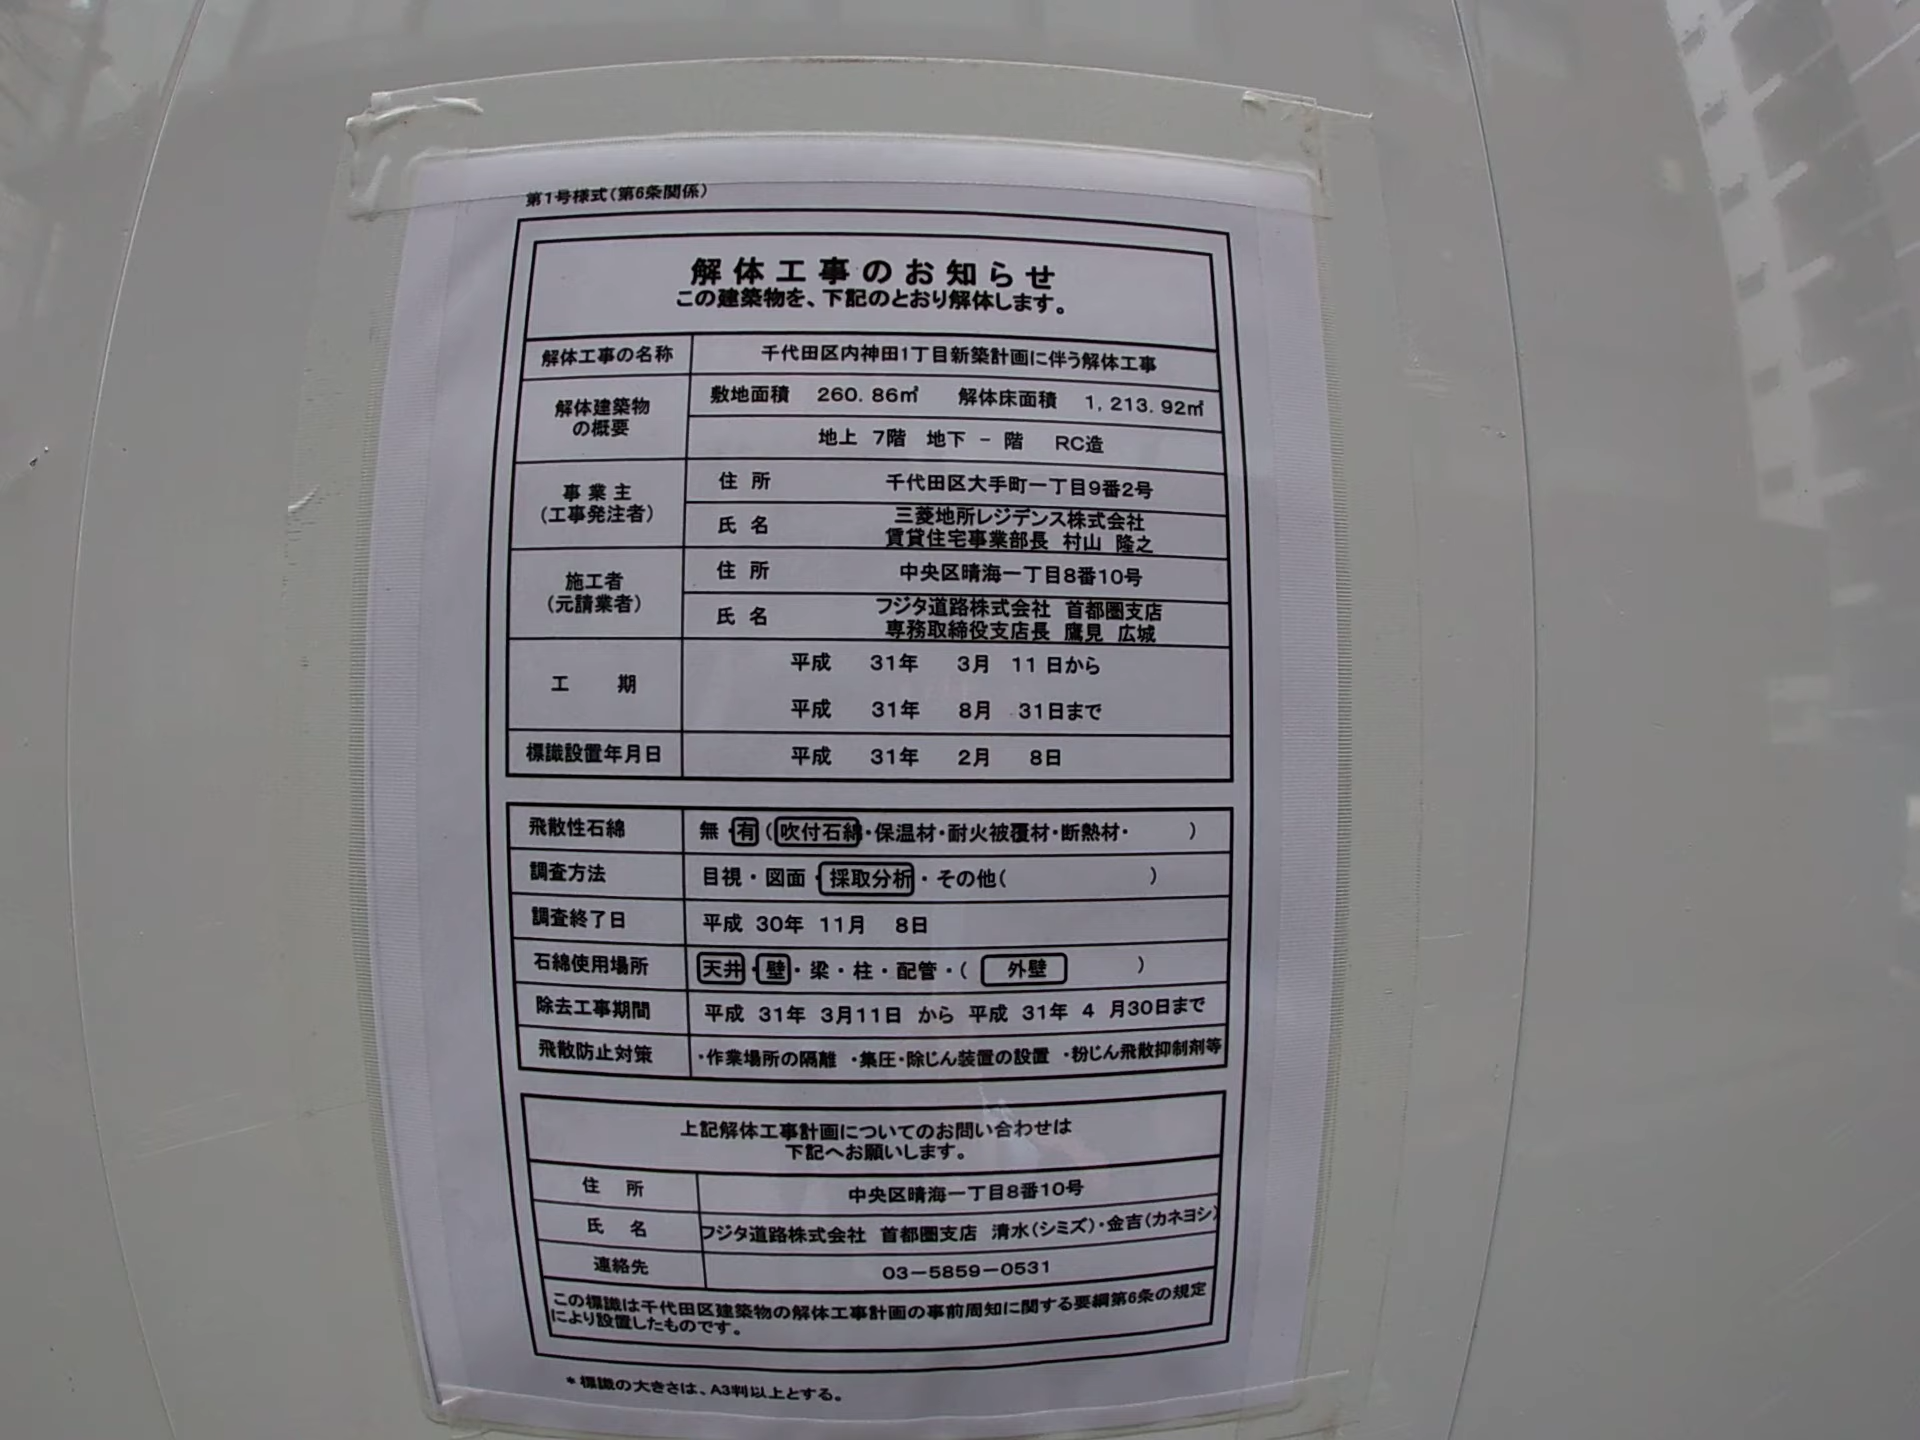 第1号様式(第6条関係)
解体工事のお知らせ
この建築物を、下記のとおり解体します。
解体工事の名称 千代田区内神田1丁目新築計画に伴う解体工事
解体建築物の概要 敷地面積 260.86㎡ 解体床面積 1,213.92㎡
地上 7階 地下 - 階 RC造
事業主(工事発注者) 住所 千代田区大手町一丁目9番2号
氏名 三菱地所レジデンス株式会社
賃貸住宅事業部長 村山 隆之
施工者(元請業者) 住所 中央区晴海一丁目8番10号
氏名 フジタ道路株式会社 首都圏支店
専務取締役支店長 鷹見 広城
工期 平成 31年 3月 11日から
平成 31年 8月 31日まで
標識設置年月日 平成 31年 2月 8日
飛散性石綿 無・有(吹付石綿・保温材・耐火被覆材・断熱材・ )
調査方法 目視・図面・採取分析・その他( )
調査終了日 平成 30年 11月 8日
石綿使用場所 天井・壁・梁・柱・配管・( 外壁 )
除去工事期間 平成 31年 3月11日 から 平成 31年 4 月30日まで
飛散防止対策 ・作業場所の隔離 ・集圧・除じん装置の設置 ・粉じん飛散抑制剤等
上記解体工事計画についてのお問い合わせは
下記へお願いします。
住所 中央区晴海一丁目8番10号
氏名 フジタ道路株式会社 首都圏支店 清水(シミズ)・金吉(カネヨシ)
連絡先 03-5859-0531
この標識は千代田区建築物の解体工事計画の事前周知に関する要綱第6条の規定
により設置したものです。
*標識の大きさは、A3判以上とする。